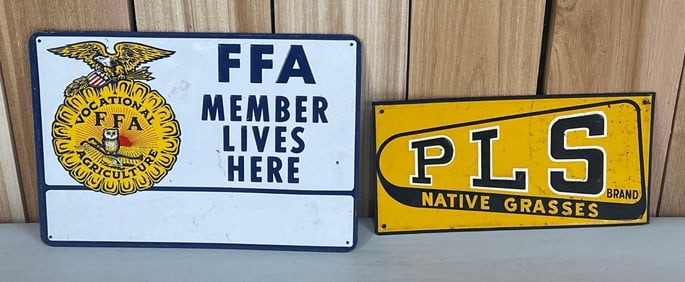 VOCATIONAL
FFA
AGRICULTURE
FFA
MEMBER
LIVES
HERE
PLS
BRAND
NATIVE GRASSES